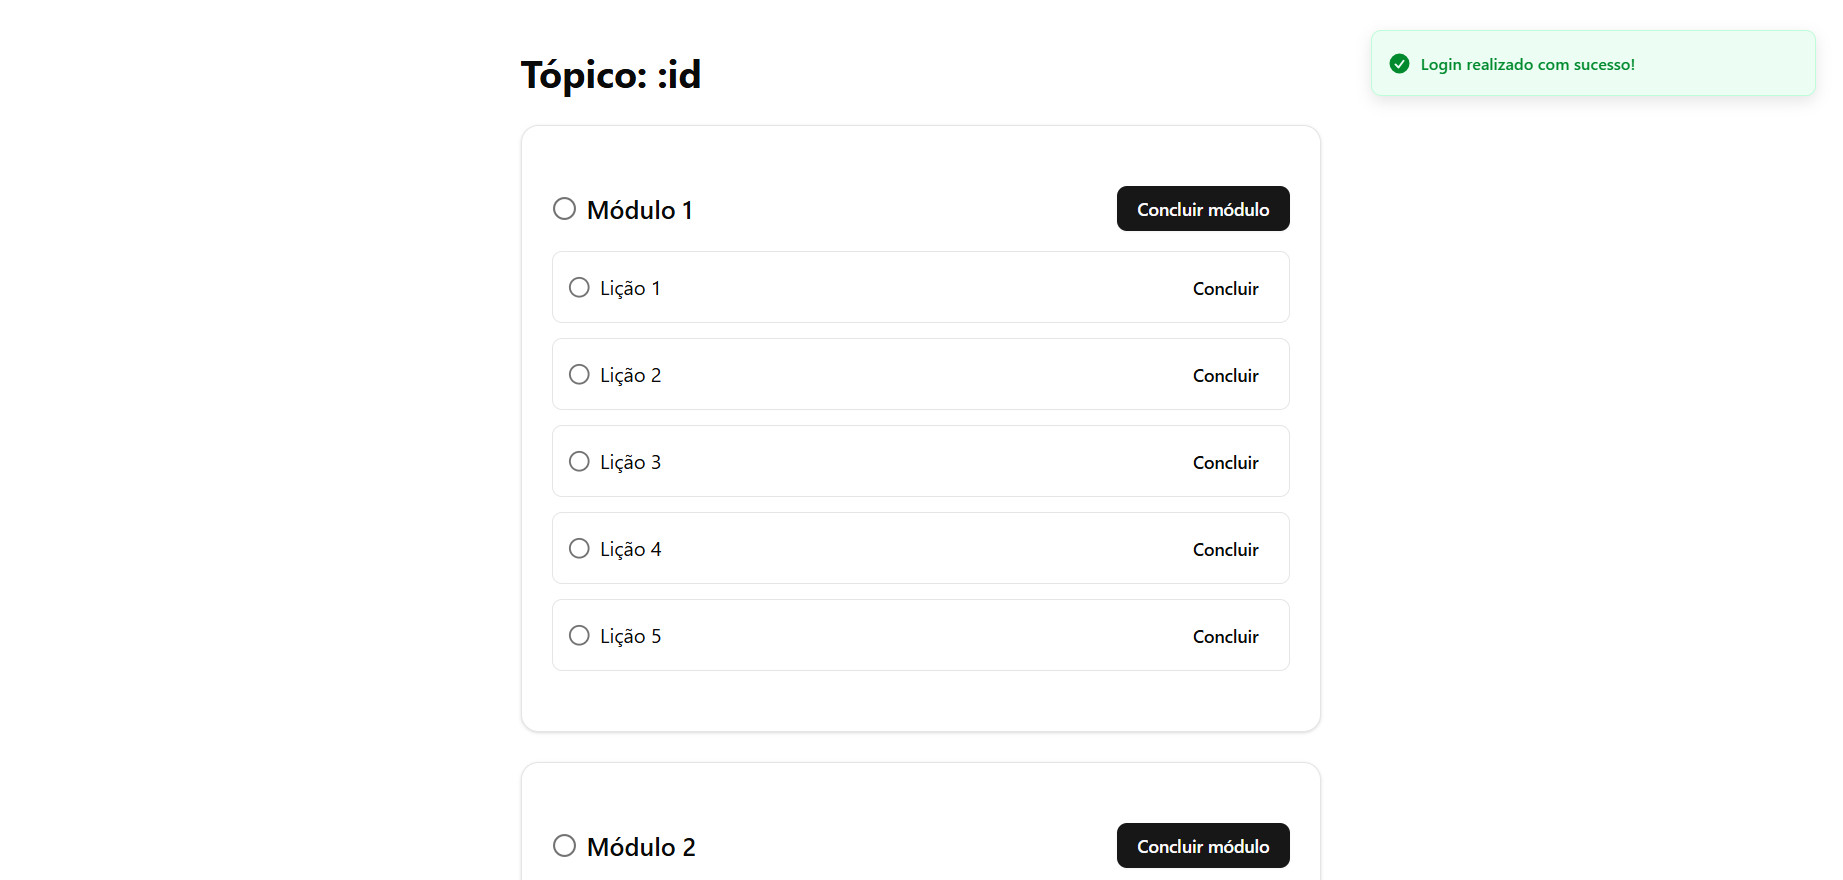 Tópico: :id
Login realizado com sucesso!
Módulo 1
Concluir módulo
Lição 1
Concluir
Lição 2
Concluir
Lição 3
Concluir
Lição 4
Concluir
Lição 5
Concluir
Módulo 2
Concluir módulo